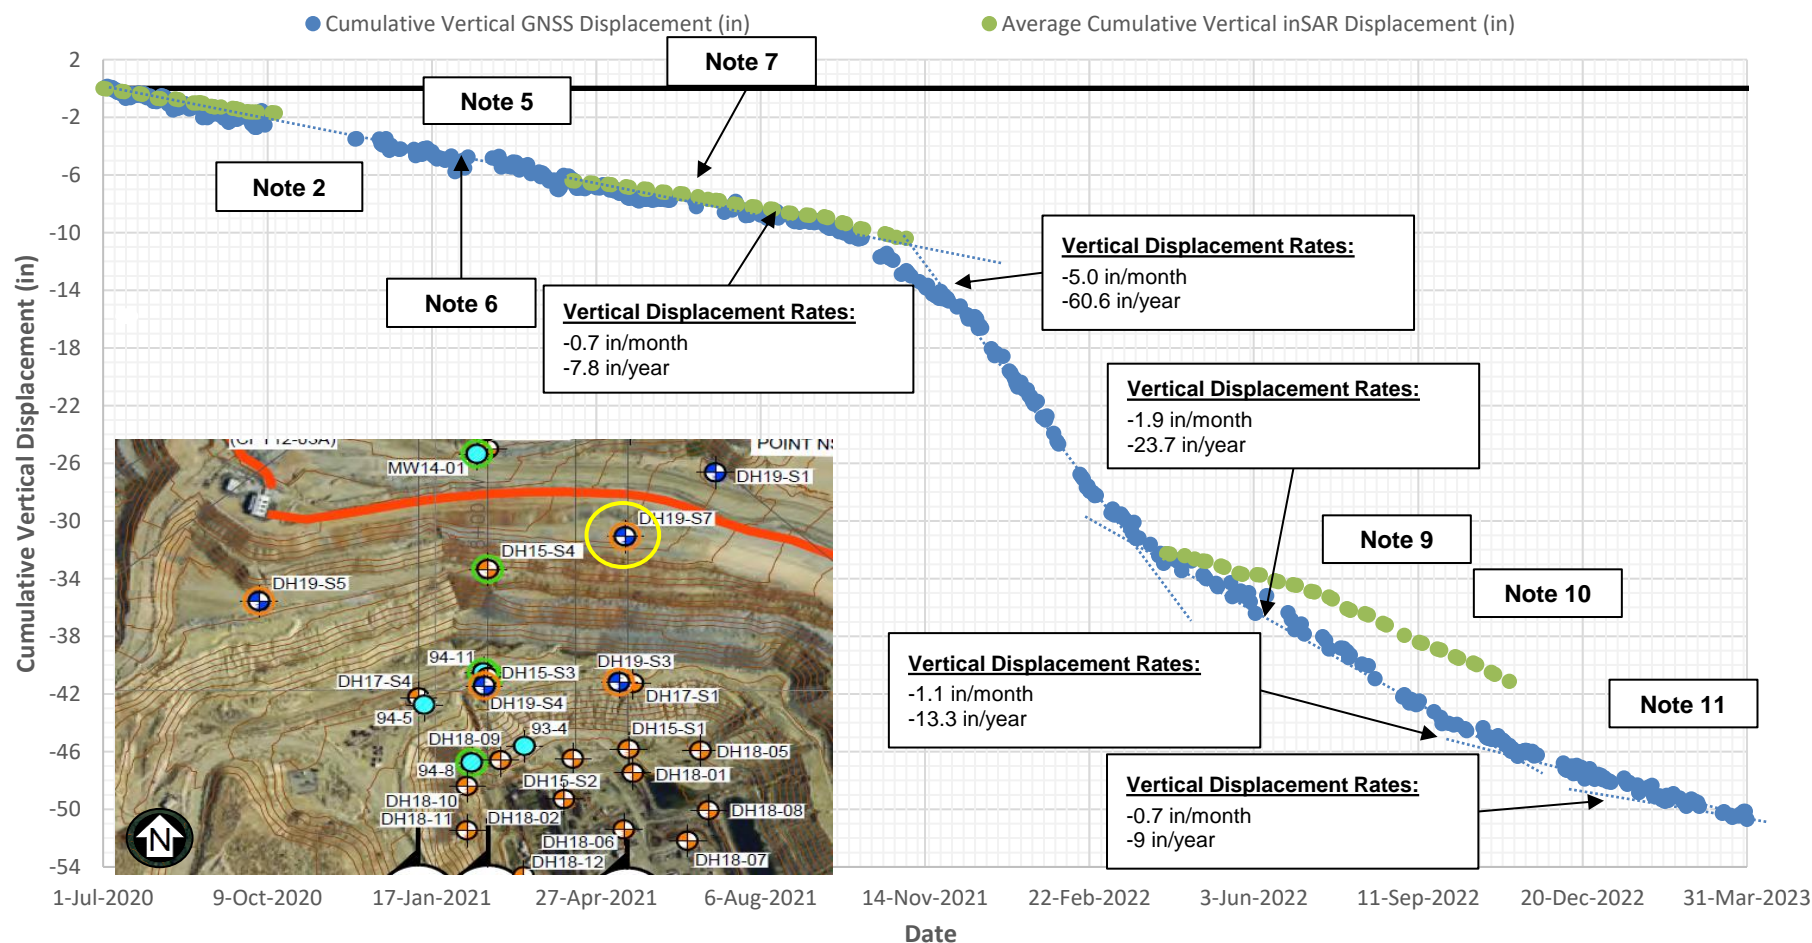 Cumulative Vertical GNSS Displacement (in)
Average Cumulative Vertical inSAR Displacement (in)
Cumulative Vertical Displacement (in)
2
-2
-6
-10
-14
-18
-22
-26
-30
-34
-38
-42
-46
-50
-54
Note 7
Note 5
Note 2
Note 6
Vertical Displacement Rates:
-0.7 in/month
-7.8 in/year
Vertical Displacement Rates:
-5.0 in/month
-60.6 in/year
Vertical Displacement Rates:
-1.9 in/month
-23.7 in/year
Note 9
Note 10
Vertical Displacement Rates:
-1.1 in/month
-13.3 in/year
Note 11
Vertical Displacement Rates:
-0.7 in/month
-9 in/year
MW14-01
DH19-S1
DH19-S7
DH15-S4
DH19-S5
94-11
DH15-S3
DH19-S3
DH17-S4
DH19-S4
DH17-S1
94-5
93-4
DH15-S1
DH18-09
DH18-05
94-8
DH15-S2
DH18-01
DH18-10
DH18-08
DH18-11
DH18-02
DH18-06
DH18-07
DH18-12
N
1-Jul-2020
9-Oct-2020
17-Jan-2021
27-Apr-2021
6-Aug-2021
14-Nov-2021
22-Feb-2022
3-Jun-2022
11-Sep-2022
20-Dec-2022
31-Mar-2023
Date